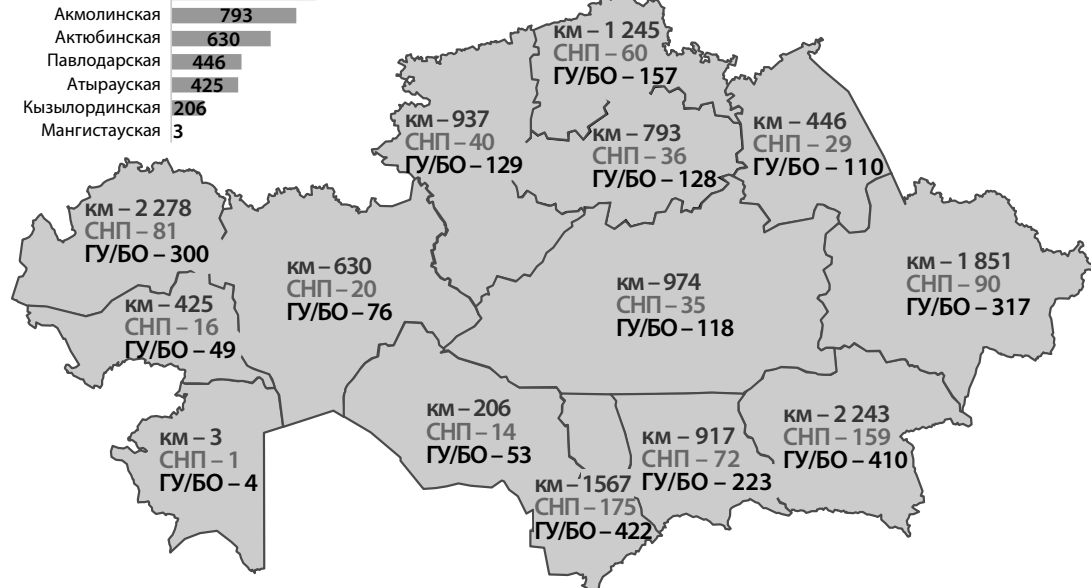 Акмолинская 793
Актюбинская 630
Павлодарская 446
Атырауская 425
Кызылординская 206
Мангистауская 3
км – 1 245
СНП – 60
ГУ/БО – 157
км – 937
СНП – 40
ГУ/БО – 129
км – 793
СНП – 36
ГУ/БО – 128
км – 446
СНП – 29
ГУ/БО – 110
км – 2 278
СНП – 81
ГУ/БО – 300
км – 630
СНП – 20
ГУ/БО – 76
км – 974
СНП – 35
ГУ/БО – 118
км – 1 851
СНП – 90
ГУ/БО – 317
км – 425
СНП – 16
ГУ/БО – 49
км – 3
СНП – 1
ГУ/БО – 4
км – 206
СНП – 14
ГУ/БО – 53
км – 1567
СНП – 175
ГУ/БО – 422
км – 917
СНП – 72
ГУ/БО – 223
км – 2 243
СНП – 159
ГУ/БО – 410